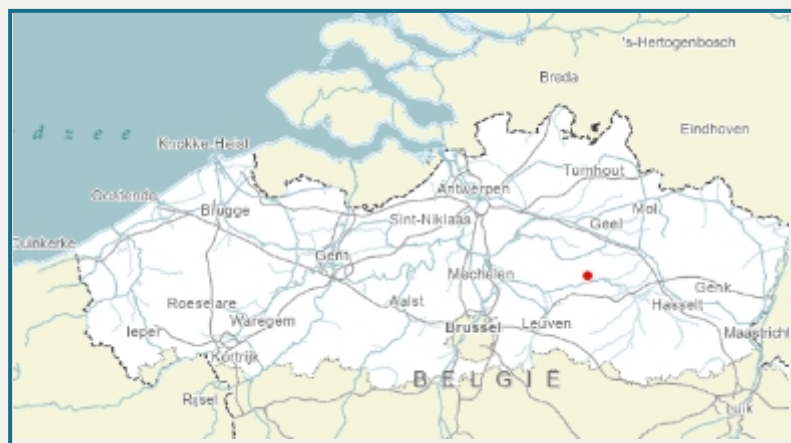 's-Hertogenbosch
Breda
Eindhoven
d z e e
Knokke-Heist
Turnhout
Antwerpen
Oostende
Mol
Brugge
Sint-Niklaas
Geel
Duinkerke
Gent
Mechelen
Genk
Roeselare
Aalst
Hasselt
Ieper
Waregem
Brussel
Leuven
Maastricht
Kortrijk
BELGIË
Rijsel
Luik